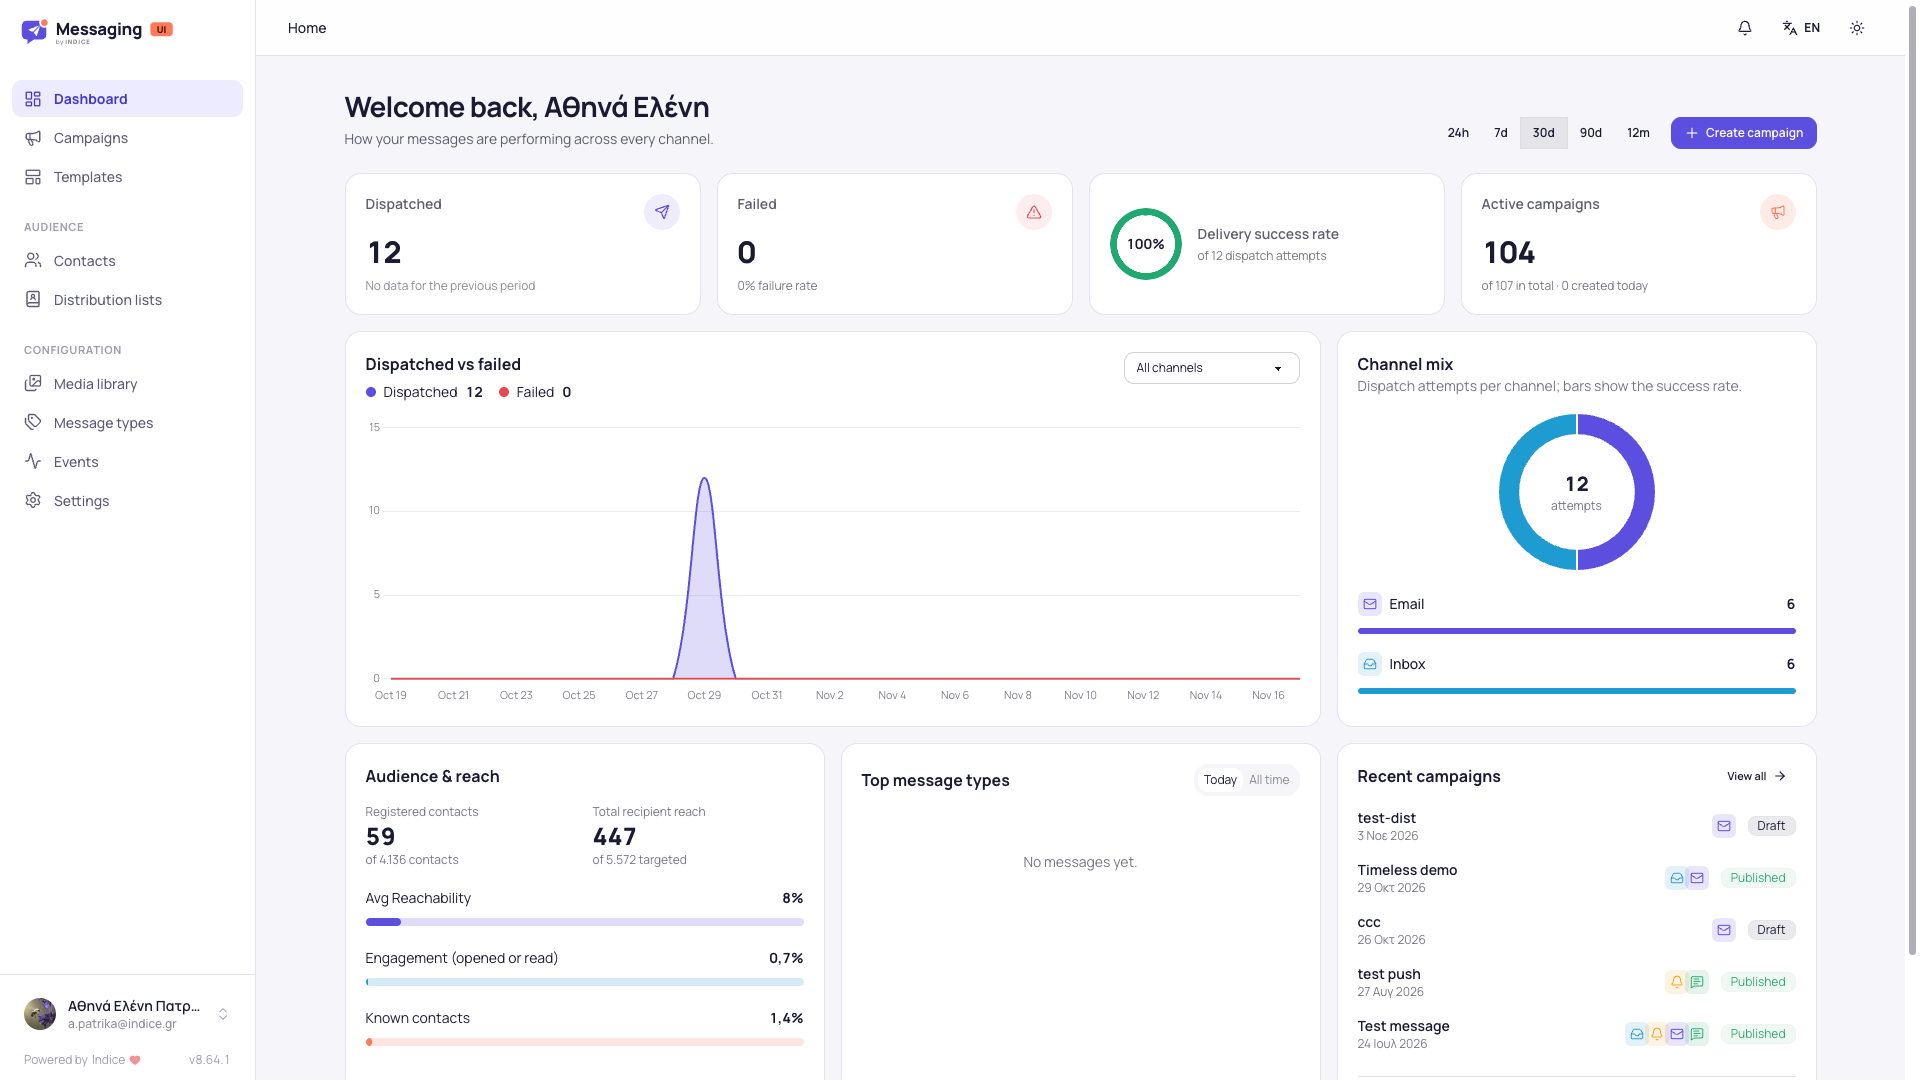 Messaging UI
by INDICE
Dashboard
Campaigns
Templates
AUDIENCE
Contacts
Distribution lists
CONFIGURATION
Media library
Message types
Events
Settings
Αθηνά Ελένη Πατρ...
a.patrika@indice.gr
Powered by Indice
v8.64.1
Home
EN
Welcome back, Αθηνά Ελένη
How your messages are performing across every channel.
24h 7d 30d 90d 12m
Create campaign
Dispatched
12
No data for the previous period
Failed
0
0% failure rate
100%
Delivery success rate
of 12 dispatch attempts
Active campaigns
104
of 107 in total · 0 created today
Dispatched vs failed
Dispatched 12 Failed 0
All channels
15
10
5
0
Oct 19 Oct 21 Oct 23 Oct 25 Oct 27 Oct 29 Oct 31 Nov 2 Nov 4 Nov 6 Nov 8 Nov 10 Nov 12 Nov 14 Nov 16
Channel mix
Dispatch attempts per channel; bars show the success rate.
12
attempts
Email 6
Inbox 6
Audience & reach
Registered contacts
59
of 4.136 contacts
Total recipient reach
447
of 5.572 targeted
Avg Reachability 8%
Engagement (opened or read) 0,7%
Known contacts 1,4%
Top message types
Today All time
No messages yet.
Recent campaigns
View all
test-dist
3 Νοε 2026
Draft
Timeless demo
29 Οκτ 2026
Published
ccc
26 Οκτ 2026
Draft
test push
27 Αυγ 2026
Published
Test message
24 Ιουλ 2026
Published